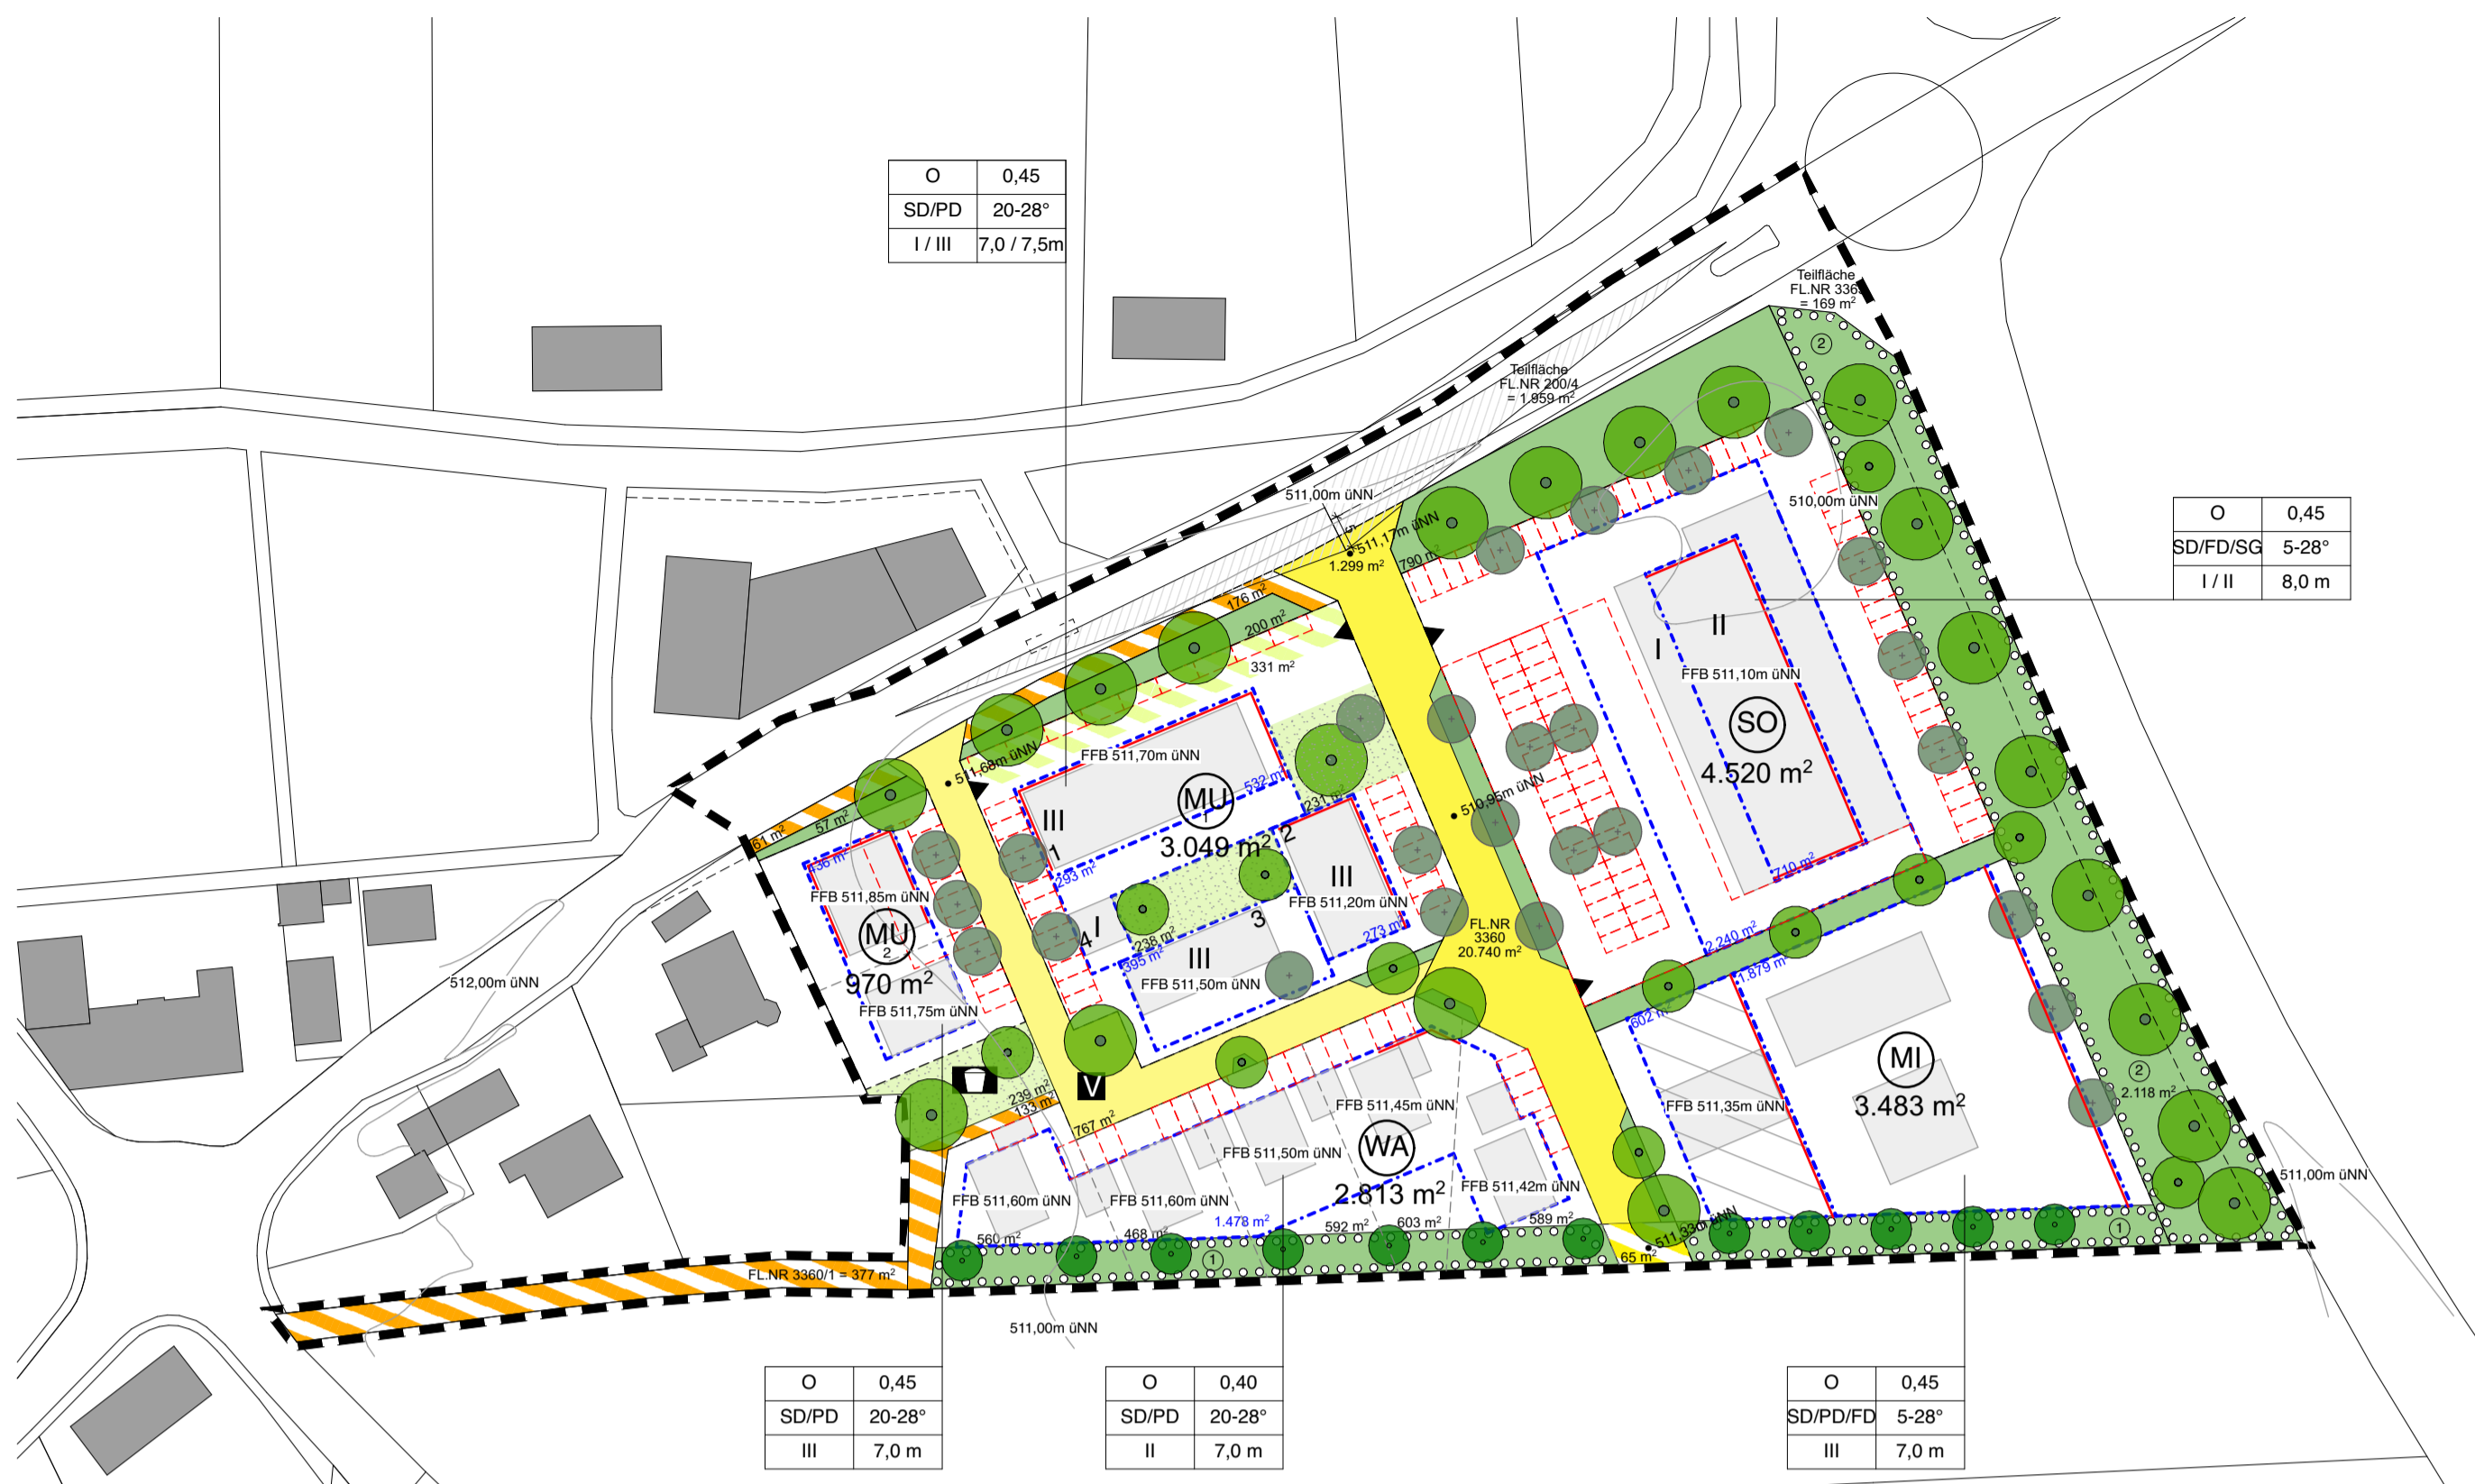 O 0,45
SD/PD 20-28°
I / III 7,0 / 7,5m
Teilfläche
FL.NR 336
= 169 m²
2
Teilfläche
FL.NR 200/4
= 1.959 m²
511,00m üNN
510,00m üNN
5
511,17m üNN
1.299 m²
790 m²
O 0,45
SD/FD/SG 5-28°
I / II 8,0 m
176 m²
200 m²
331 m²
II
I
FFB 511,10m üNN
SO
4.520 m²
511,68m üNN
FFB 511,70m üNN
532 m²
MU
1
3.049 m²
III
1
2
231 m²
510,95m üNN
61 m²
57 m²
436 m²
293 m²
710 m²
FFB 511,85m üNN
III
FFB 511,20m üNN
MU
2
970 m²
I
4
3
238 m²
395 m²
273 m²
III
FFB 511,50m üNN
FL.NR
3360
20.740 m²
2.240 m²
1.879 m²
602 m²
512,00m üNN
FFB 511,75m üNN
MI
3.483 m²
2
2.118 m²
V
239 m²
133 m²
767 m²
FFB 511,45m üNN
FFB 511,35m üNN
WA
2.813 m²
FFB 511,50m üNN
FFB 511,60m üNN
FFB 511,60m üNN
FFB 511,42m üNN
511,00m üNN
1.478 m²
560 m²
468 m²
592 m²
603 m²
589 m²
511,33m üNN
65 m²
1
1
FL.NR 3360/1 = 377 m²
511,00m üNN
O 0,45
SD/PD 20-28°
III 7,0 m
O 0,40
SD/PD 20-28°
II 7,0 m
O 0,45
SD/PD/FD 5-28°
III 7,0 m